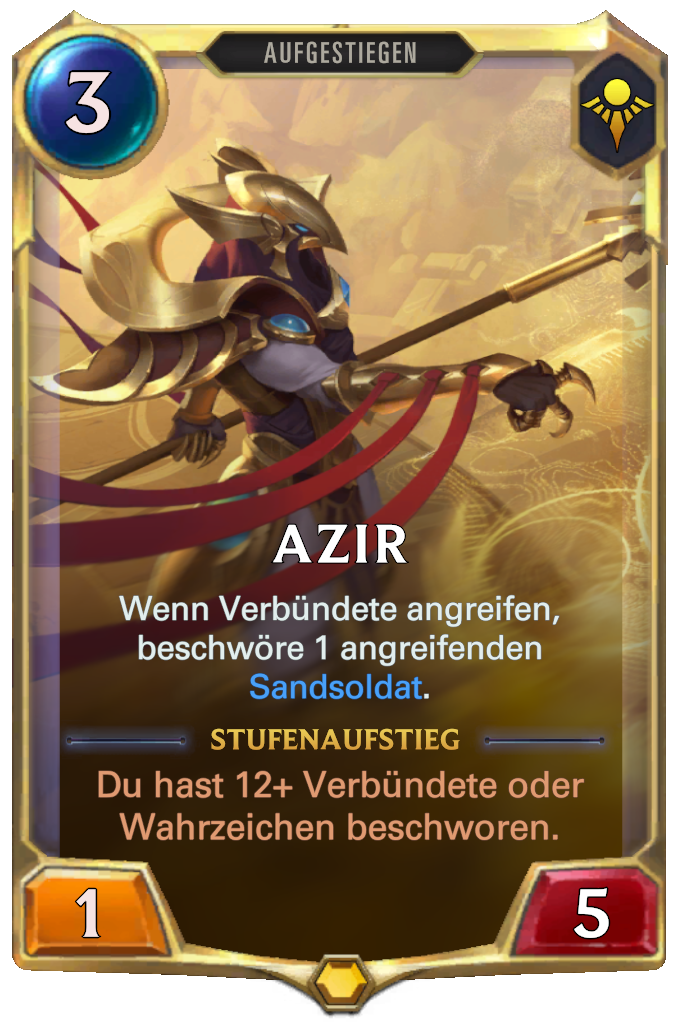 AUFGESTIEGEN
3
AZIR
Wenn Verbündete angreifen,
beschwöre 1 angreifenden
Sandsoldat.
STUFENAUFSTIEG
Du hast 12+ Verbündete oder
Wahrzeichen beschworen.
1
5